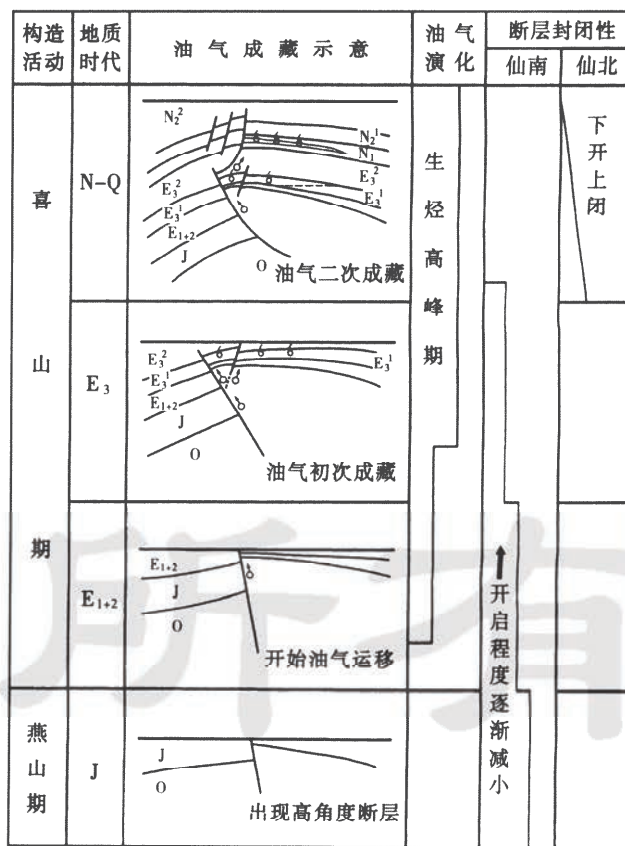 构造活动
地质时代
油气成藏示意
油气演化
断层封闭性
仙南
仙北
喜山期
N-Q
N₂²
N₂¹
N₁
E₃²
E₃¹
E₃²
E₃¹
E₁₊₂
J
O
油气二次成藏
生烃高峰期
下开上闭
E₃
E₃²
E₃¹
E₁₊₂
J
O
E₃¹
油气初次成藏
E₁₊₂
E₁₊₂
J
O
开始油气运移
开启程度逐渐减小
燕山期
J
J
O
出现高角度断层
所有